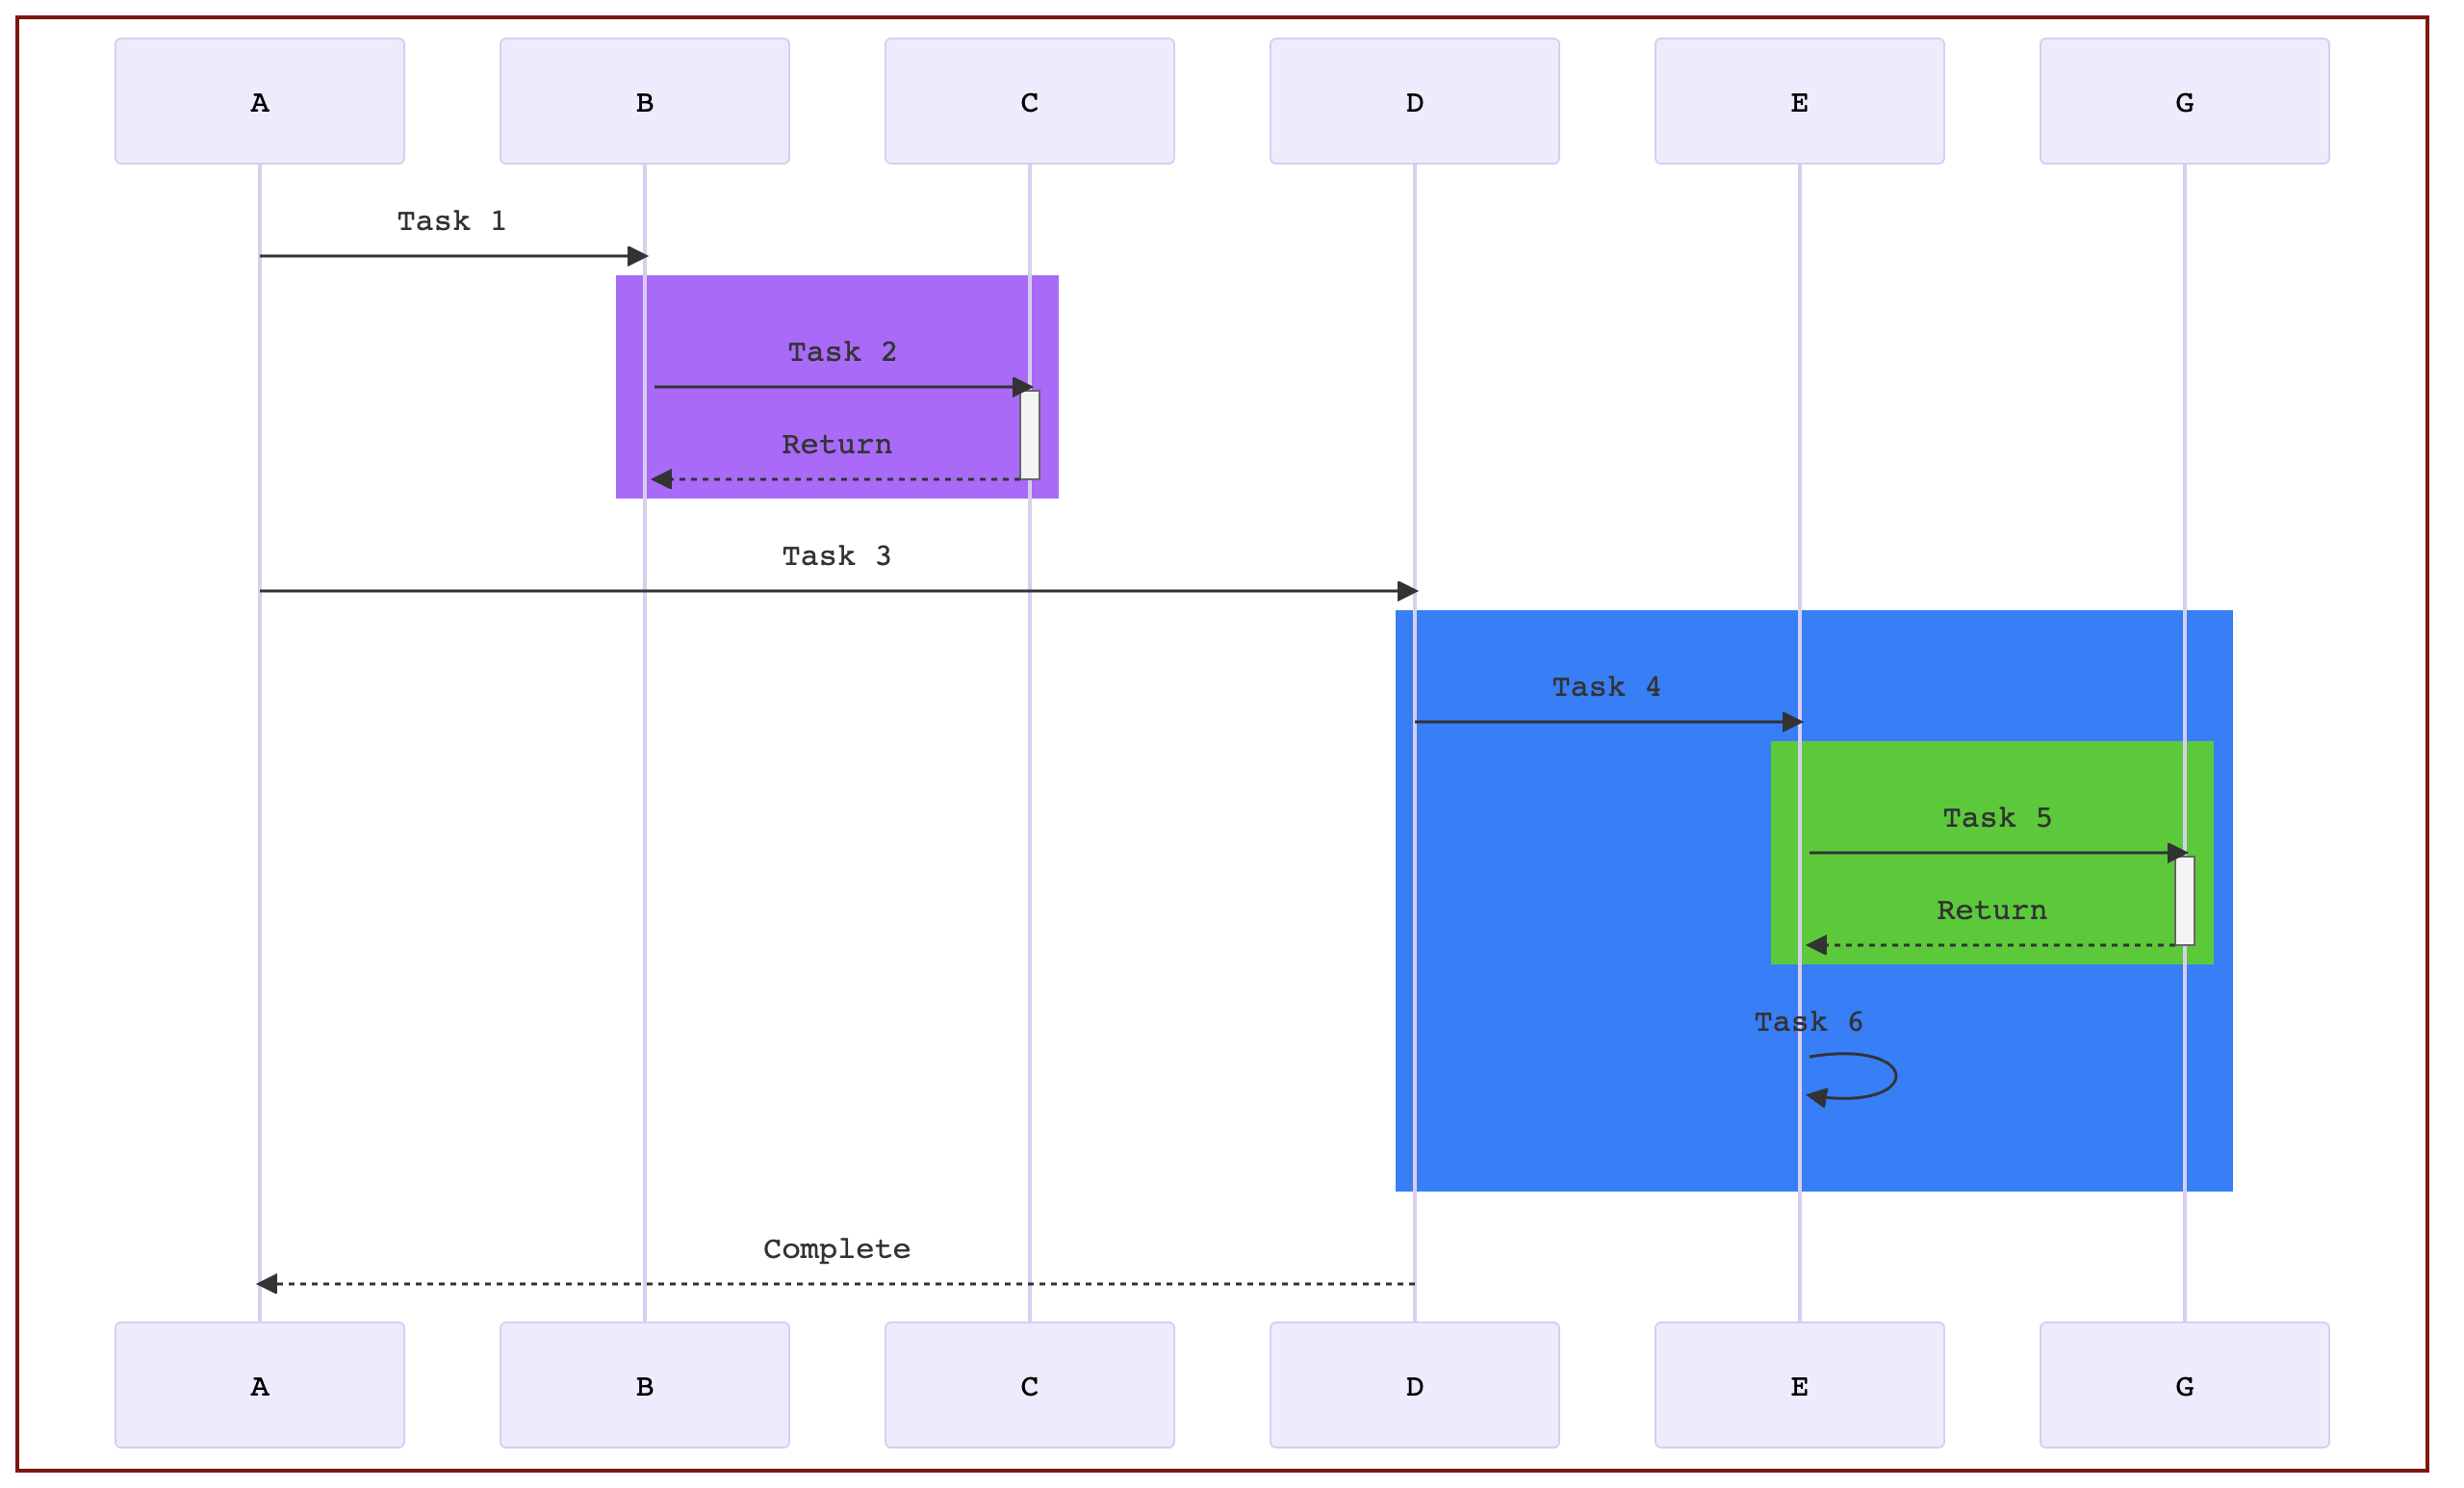 A B C D E G
Task 1
Task 2
Return
Task 3
Task 4
Task 5
Return
Task 6
Complete
A B C D E G